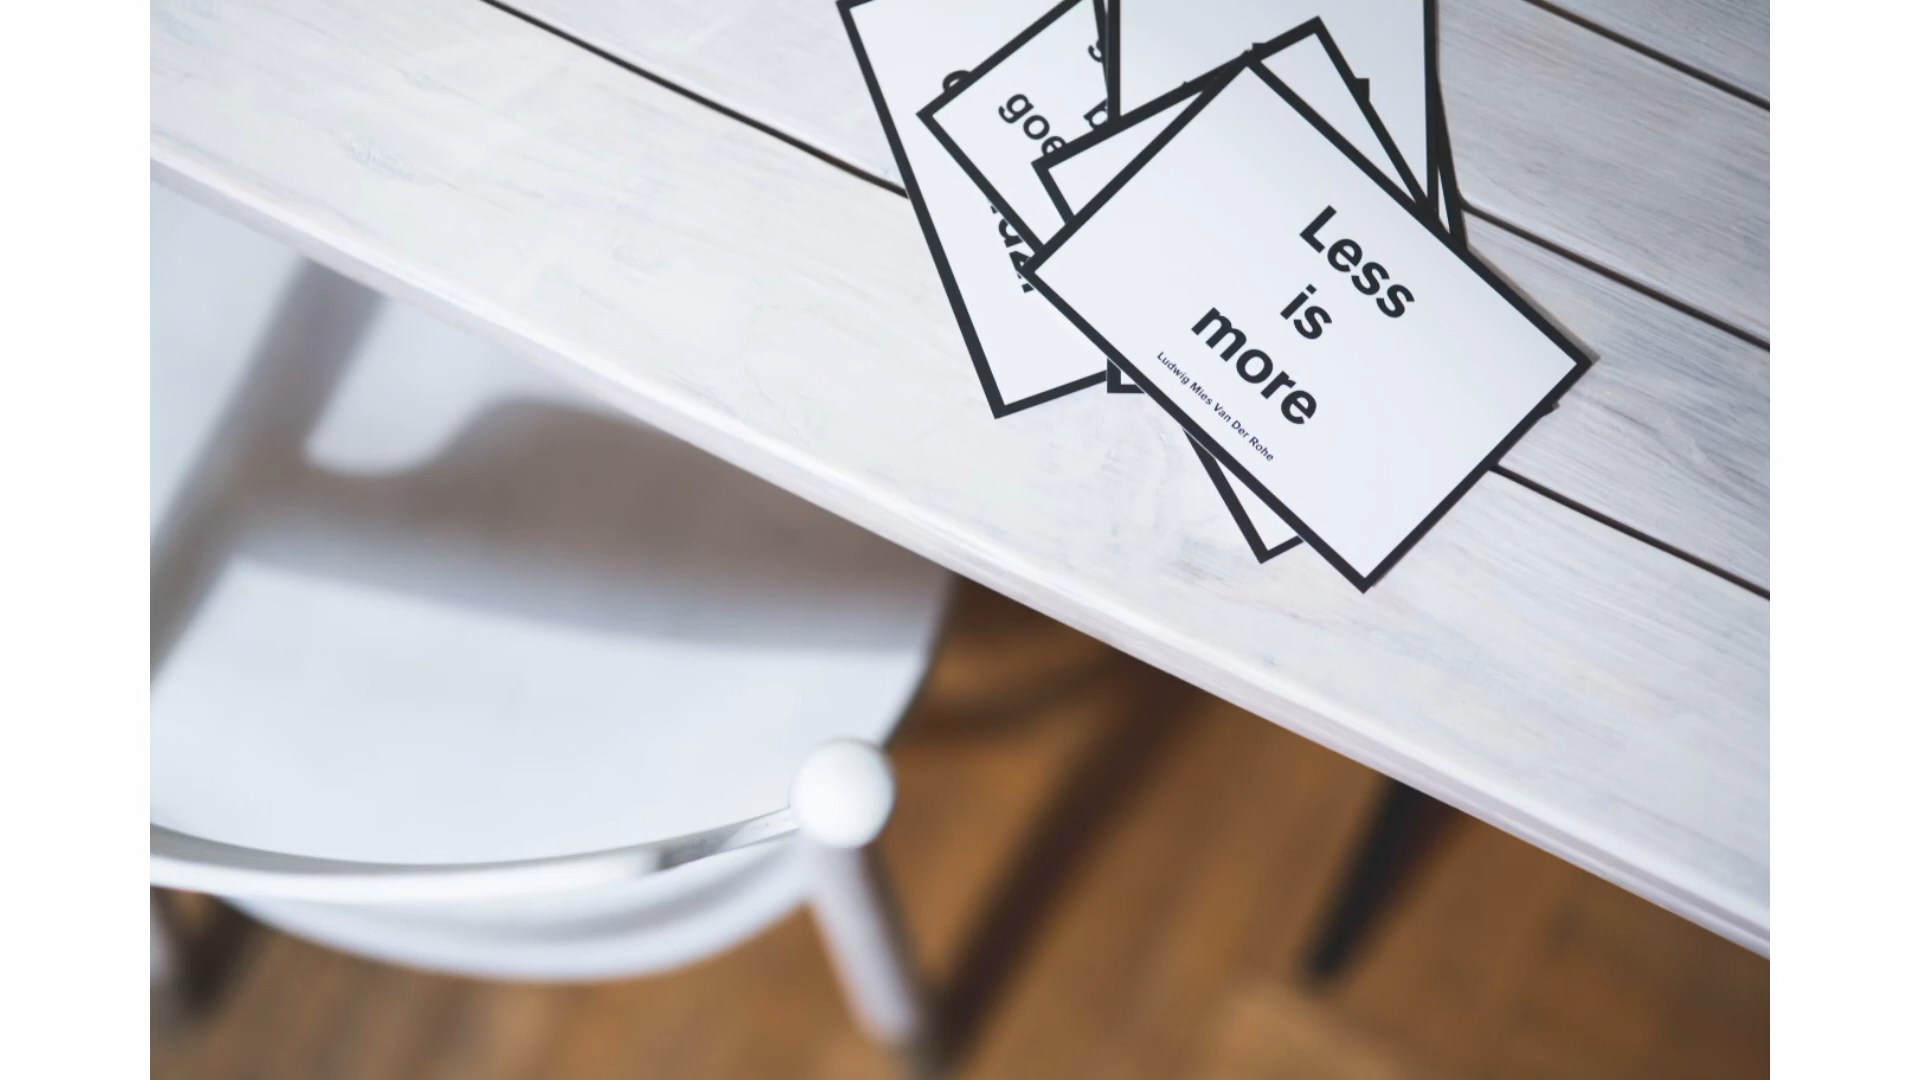 Less
is
more
Ludwig Mies Van Der Rohe